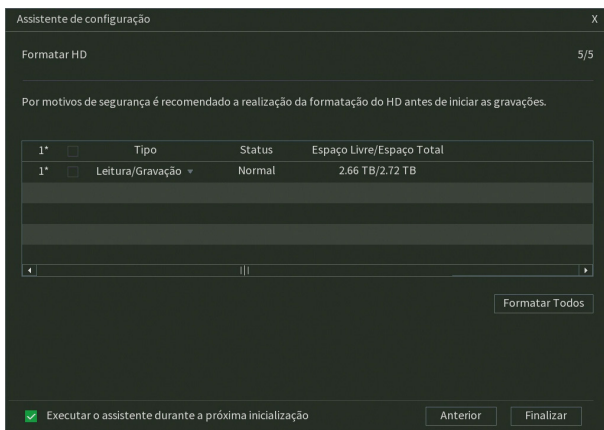 Assistente de configuração X
Formatar HD 5/5
Por motivos de segurança é recomendado a realização da formatação do HD antes de iniciar as gravações.
1* Tipo Status Espaço Livre/Espaço Total
1* Leitura/Gravação Normal 2.66 TB/2.72 TB
Formatar Todos
Executar o assistente durante a próxima inicialização Anterior Finalizar